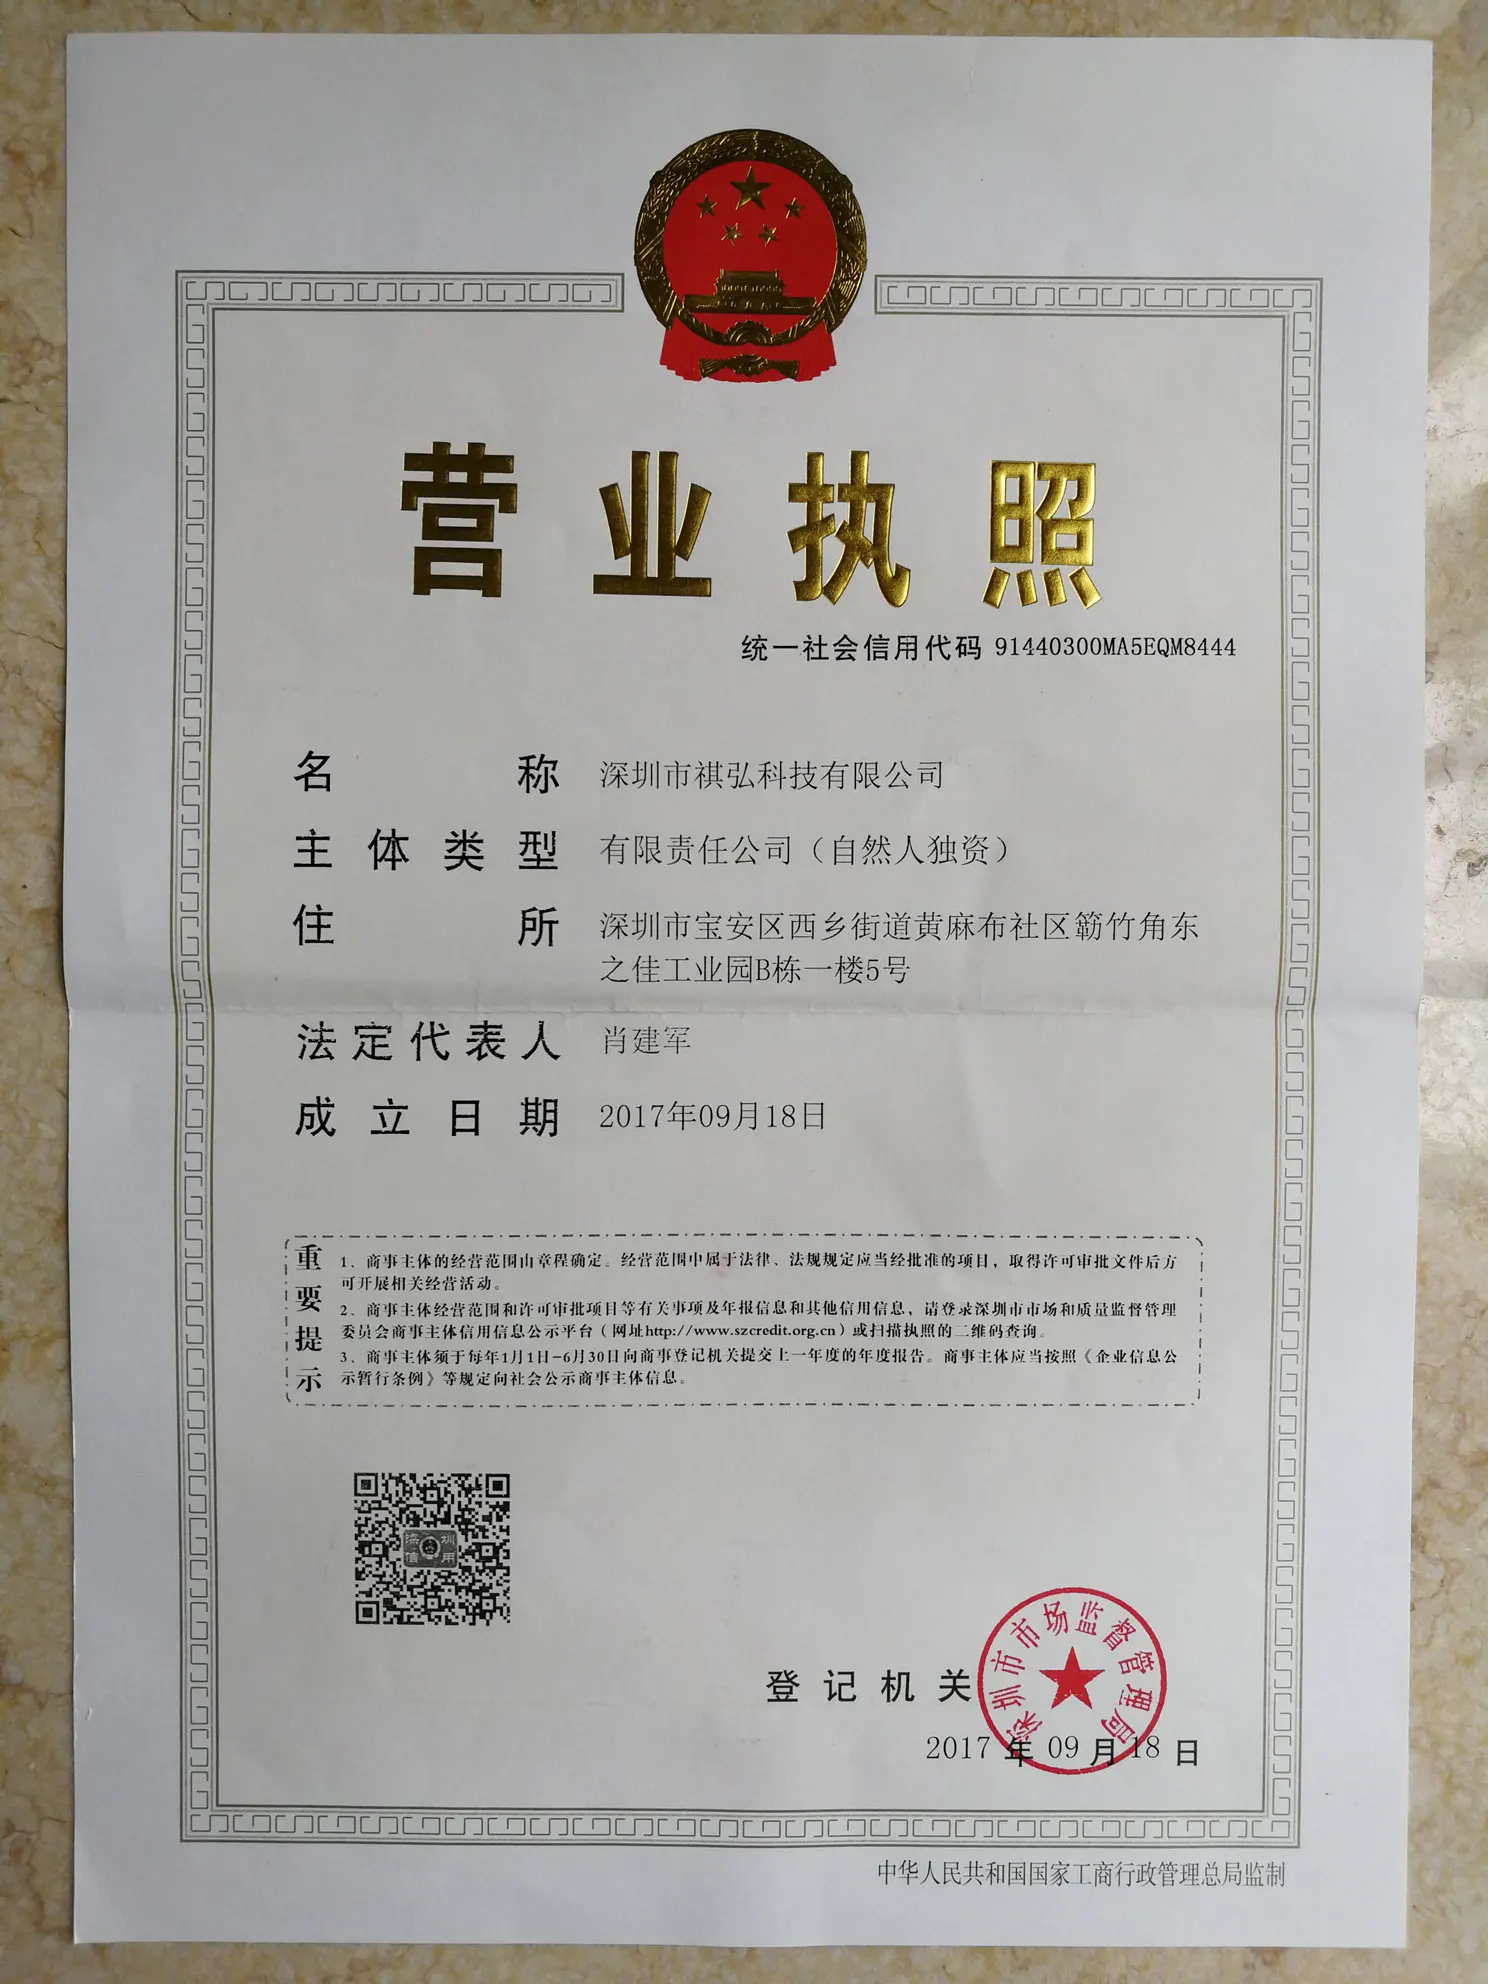 营业执照
统一社会信用代码 91440300MA5EQM8444
名称 深圳市祺弘科技有限公司
主体类型 有限责任公司（自然人独资）
住所 深圳市宝安区西乡街道黄麻布社区簕竹角东
之佳工业园B栋一楼5号
法定代表人 肖建军
成立日期 2017年09月18日
重要提示
1、商事主体的经营范围由章程确定。经营范围中属于法律、法规规定应当经批准的项目，取得许可审批文件后方
可开展相关经营活动。
2、商事主体经营范围和许可审批项目等有关事项及年报信息和其他信用信息，请登录深圳市市场和质量监督管理
委员会商事主体信用信息公示平台（网址http://www.szcredit.org.cn）或扫描执照的二维码查询。
3、商事主体须于每年1月1日-6月30日向商事登记机关提交上一年度的年度报告。商事主体应当按照《企业信息公
示暂行条例》等规定向社会公示商事主体信息。
深圳
信用
深圳市市场监督管理局
登记机关
2017 年 09 月 18 日
中华人民共和国国家工商行政管理总局监制